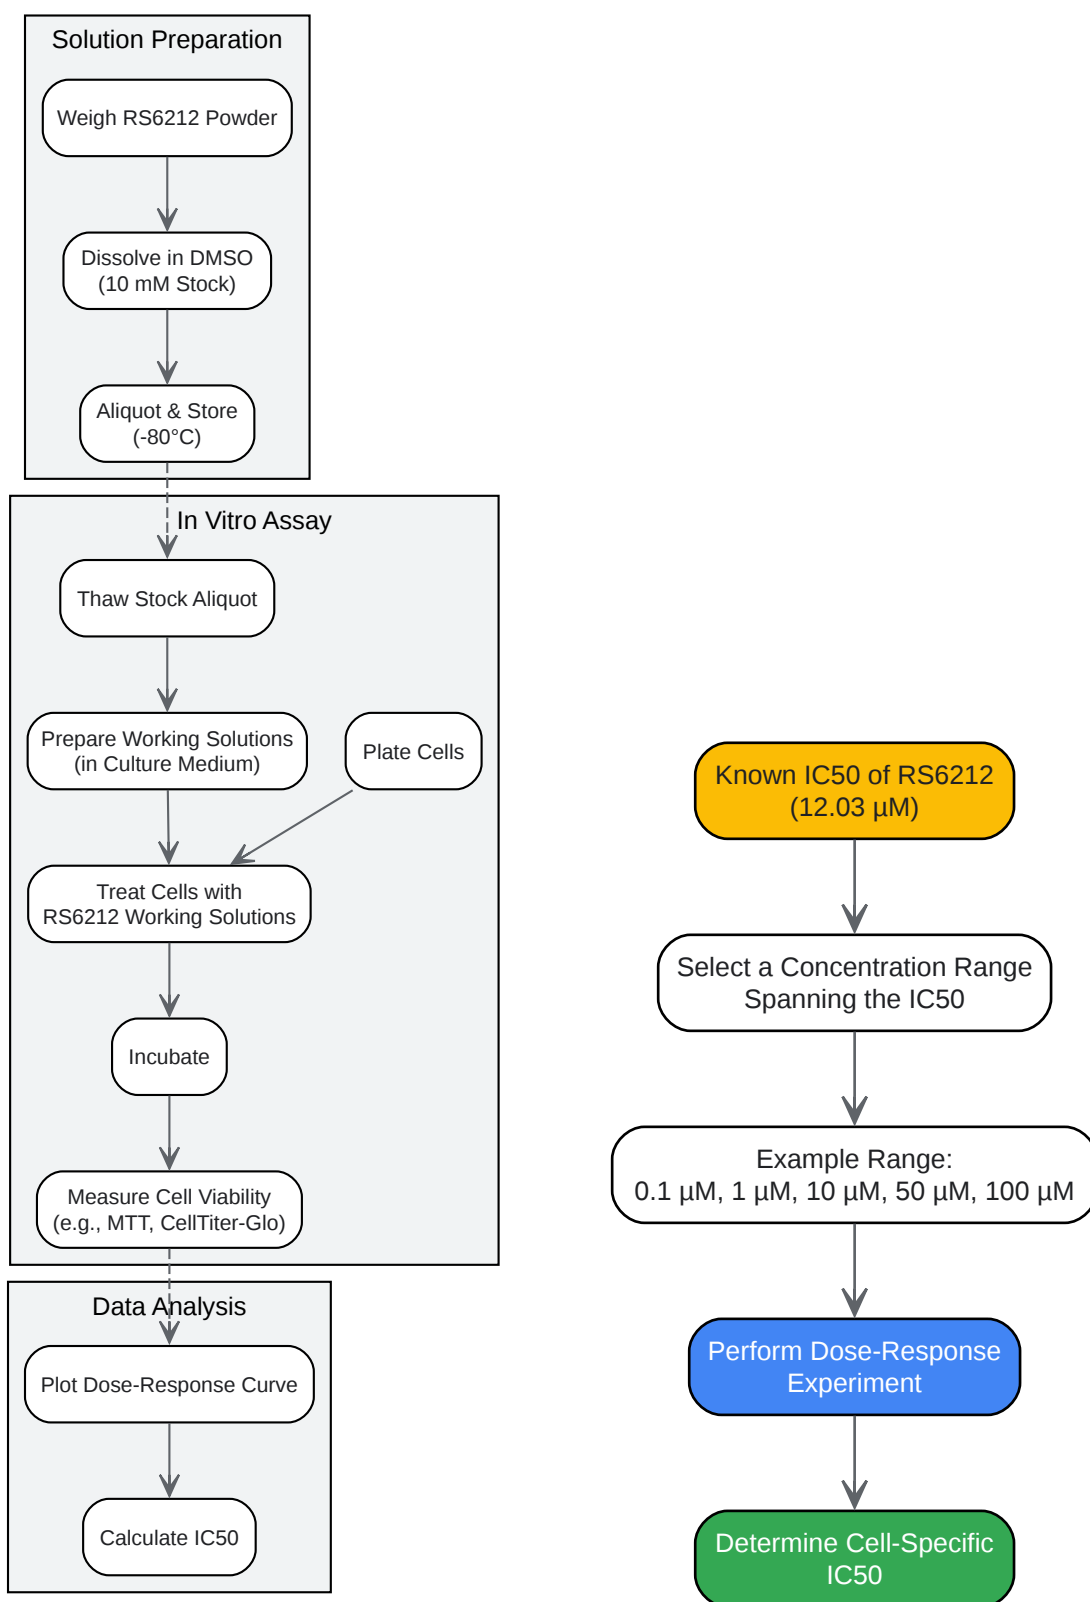 Solution Preparation
Weigh RS6212 Powder
Dissolve in DMSO
(10 mM Stock)
Aliquot & Store
(-80°C)
In Vitro Assay
Thaw Stock Aliquot
Prepare Working Solutions
(in Culture Medium)
Plate Cells
Treat Cells with
RS6212 Working Solutions
Incubate
Measure Cell Viability
(e.g., MTT, CellTiter-Glo)
Data Analysis
Plot Dose-Response Curve
Calculate IC50
Known IC50 of RS6212
(12.03 µM)
Select a Concentration Range
Spanning the IC50
Example Range:
0.1 µM, 1 µM, 10 µM, 50 µM, 100 µM
Perform Dose-Response
Experiment
Determine Cell-Specific
IC50